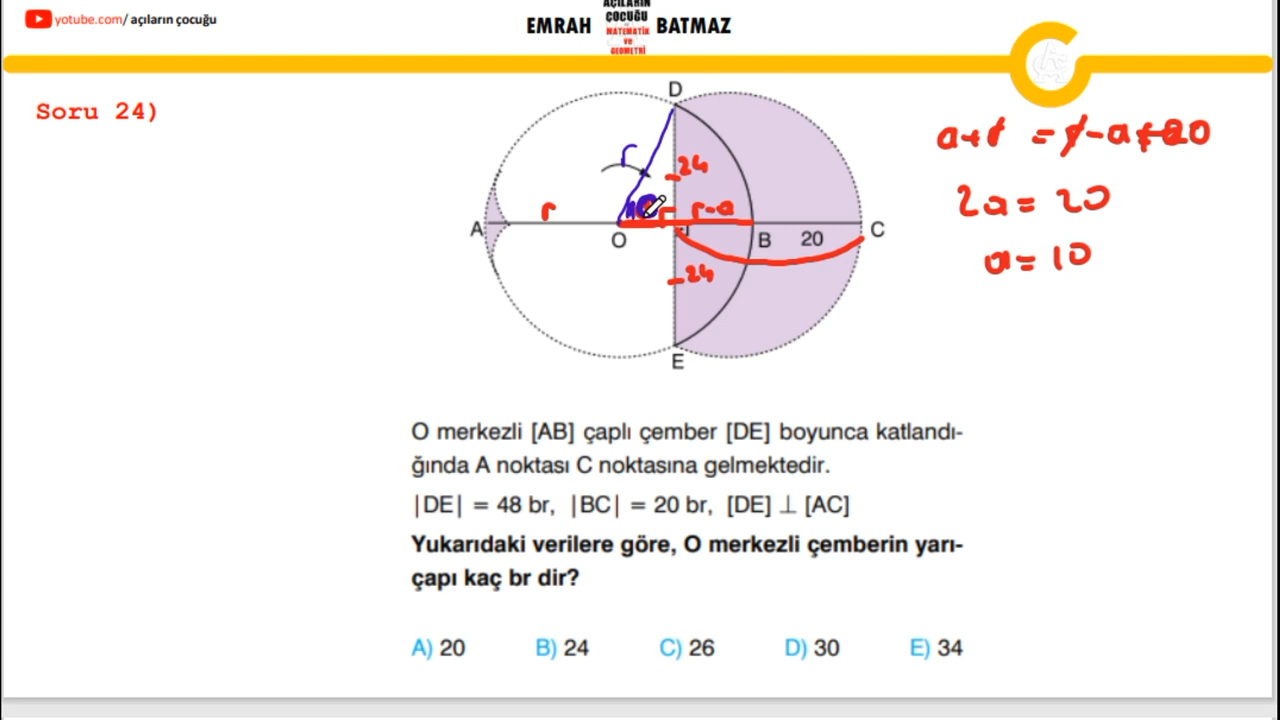 yotube.com/ açıların çocuğu
EMRAH
AÇILARIN
ÇOCUĞU
MATEMATİK
ve
GEOMETRİ
BATMAZ
Soru 24)
D
a+r = r-a+20
r
24
2a = 20
10
r
r-a
A
O
B
20
C
a = 10
24
E
O merkezli [AB] çaplı çember [DE] boyunca katlandı-
ğında A noktası C noktasına gelmektedir.
|DE| = 48 br, |BC| = 20 br, [DE] ⊥ [AC]
Yukarıdaki verilere göre, O merkezli çemberin yarı-
çapı kaç br dir?
A) 20 B) 24 C) 26 D) 30 E) 34